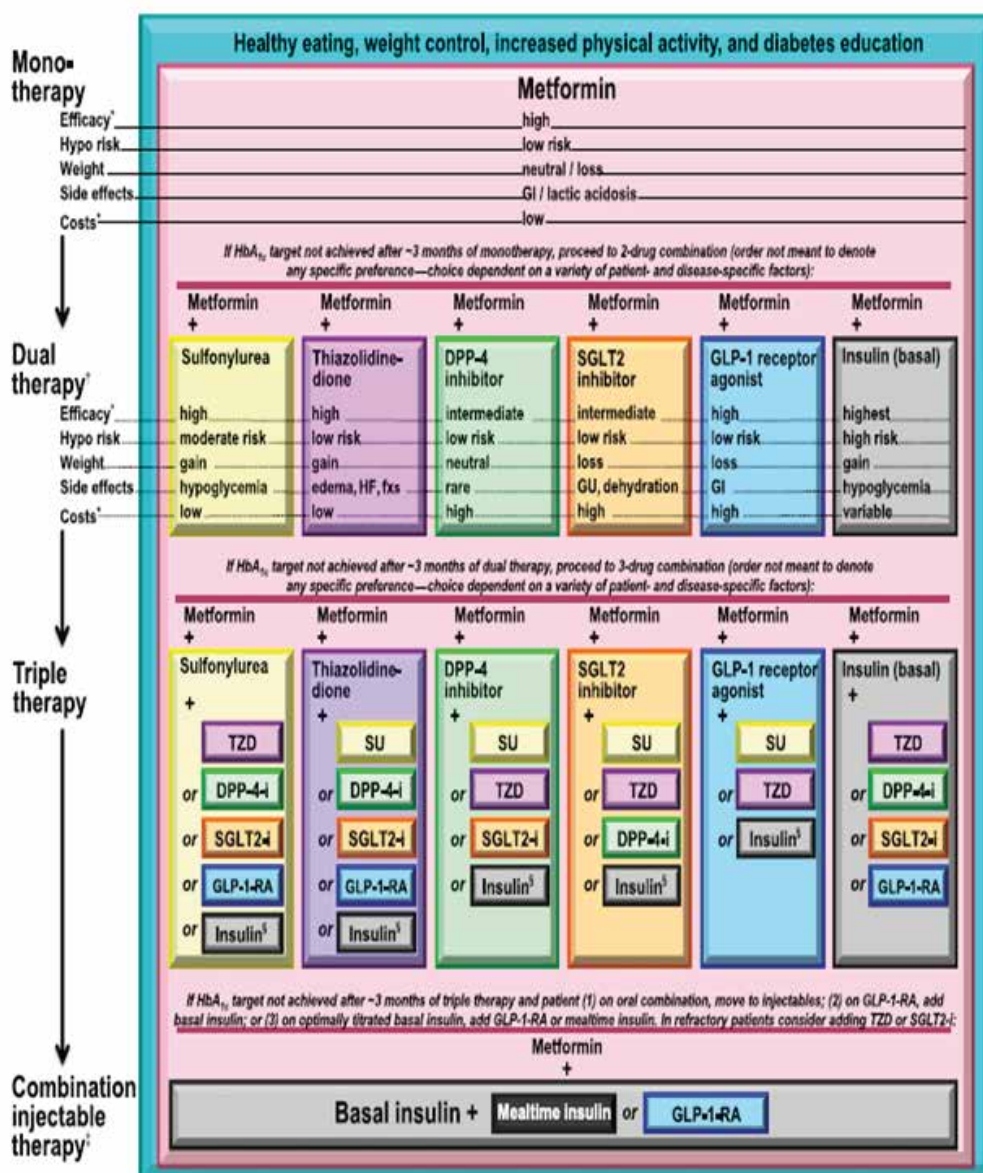 Healthy eating, weight control, increased physical activity, and diabetes education
Mono-
therapy
Metformin
Efficacy* high
Hypo risk low risk
Weight neutral / loss
Side effects GI / lactic acidosis
Costs* low
If HbA1c target not achieved after ~3 months of monotherapy, proceed to 2-drug combination (order not meant to denote
any specific preference—choice dependent on a variety of patient- and disease-specific factors):
Metformin Metformin Metformin Metformin Metformin Metformin
+ + + + + +
Dual
therapy†
Sulfonylurea Thiazolidine- DPP-4 SGLT2 GLP-1 receptor Insulin (basal)
dione inhibitor inhibitor agonist
Efficacy* high high intermediate intermediate high highest
Hypo risk moderate risk low risk low risk low risk low risk high risk
Weight gain gain neutral loss loss gain
Side effects hypoglycemia edema, HF, fxs rare GU, dehydration GI hypoglycemia
Costs* low low high high high variable
If HbA1c target not achieved after ~3 months of dual therapy, proceed to 3-drug combination (order not meant to denote
any specific preference—choice dependent on a variety of patient- and disease-specific factors):
Metformin Metformin Metformin Metformin Metformin Metformin
+ + + + + +
Triple
therapy
Sulfonylurea Thiazolidine- DPP-4 SGLT2 GLP-1 receptor Insulin (basal)
dione inhibitor inhibitor agonist
+ + + + + +
TZD SU SU SU SU TZD
or DPP-4-i or DPP-4-i or TZD or TZD or TZD or DPP-4-i
or SGLT2-i or SGLT2-i or SGLT2-i or DPP-4-i or Insulin§ or SGLT2-i
or GLP-1-RA or GLP-1-RA or Insulin§ or Insulin§ or GLP-1-RA
or Insulin§ or Insulin§
If HbA1c target not achieved after ~3 months of triple therapy and patient (1) on oral combination, move to injectables; (2) on GLP-1-RA, add
basal insulin; or (3) on optimally titrated basal insulin, add GLP-1-RA or mealtime insulin. In refractory patients consider adding TZD or SGLT2-i:
Metformin
+
Combination
injectable
therapy‡
Basal insulin + Mealtime insulin or GLP-1-RA